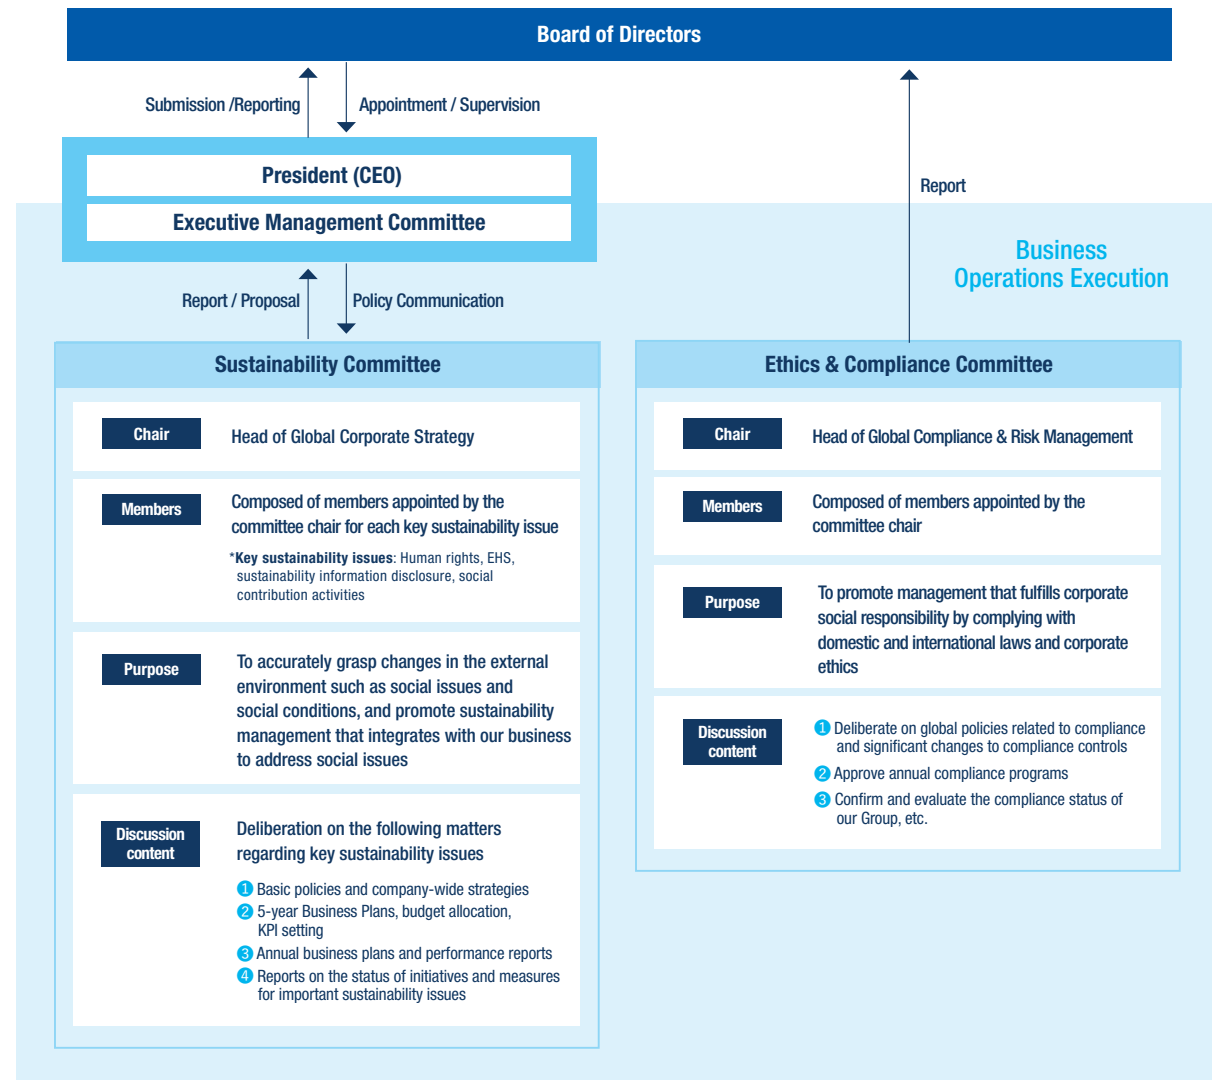 Board of Directors
Submission /Reporting
Appointment / Supervision
President (CEO)
Executive Management Committee
Report
Business
Operations Execution
Report / Proposal
Policy Communication
Sustainability Committee
Chair
Head of Global Corporate Strategy
Members
Composed of members appointed by the
committee chair for each key sustainability issue
*Key sustainability issues: Human rights, EHS,
sustainability information disclosure, social
contribution activities
Purpose
To accurately grasp changes in the external
environment such as social issues and
social conditions, and promote sustainability
management that integrates with our business
to address social issues
Discussion
content
Deliberation on the following matters
regarding key sustainability issues
1 Basic policies and company-wide strategies
2 5-year Business Plans, budget allocation,
KPI setting
3 Annual business plans and performance reports
4 Reports on the status of initiatives and measures
for important sustainability issues
Ethics & Compliance Committee
Chair
Head of Global Compliance & Risk Management
Members
Composed of members appointed by the
committee chair
Purpose
To promote management that fulfills corporate
social responsibility by complying with
domestic and international laws and corporate
ethics
Discussion
content
1 Deliberate on global policies related to compliance
and significant changes to compliance controls
2 Approve annual compliance programs
3 Confirm and evaluate the compliance status of
our Group, etc.